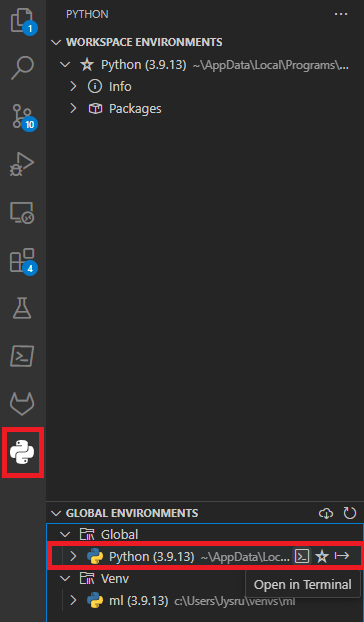 PYTHON
1
WORKSPACE ENVIRONMENTS
Python (3.9.13) ~\AppData\Local\Programs\...
Info
Packages
10
4
GLOBAL ENVIRONMENTS
Global
Python (3.9.13) ~\AppData\Loc...
Venv
Open in Terminal
ml (3.9.13) c:\Users\Jysru\venvs\ml